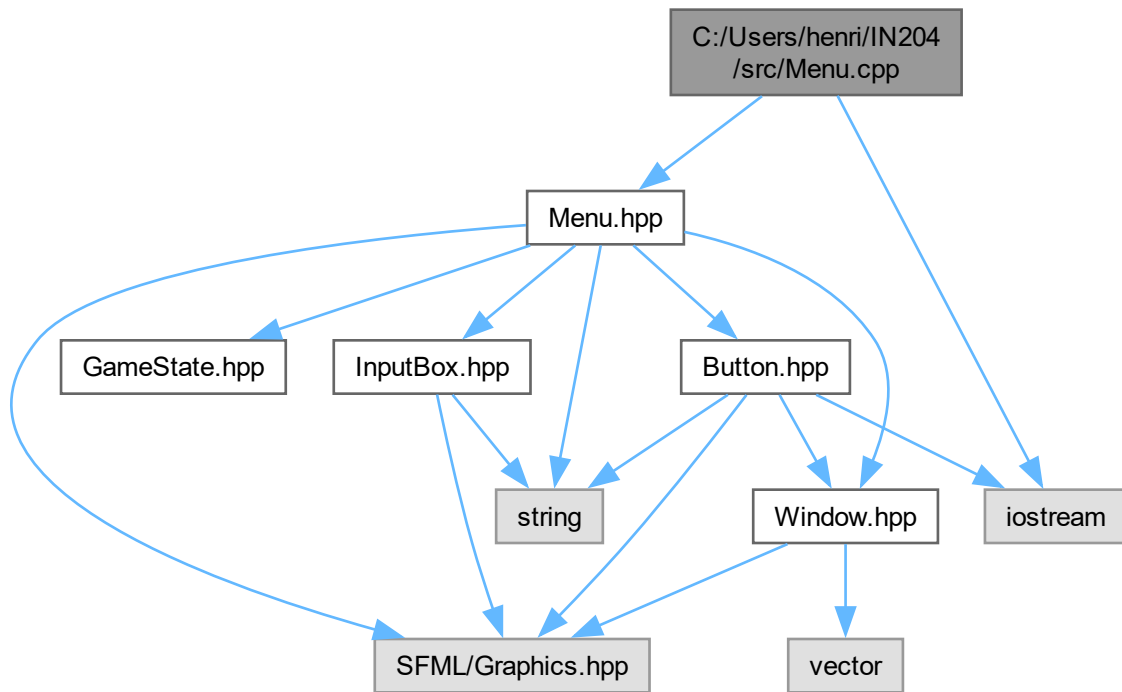 C:/Users/henri/IN204
/src/Menu.cpp
Menu.hpp
GameState.hpp
InputBox.hpp
Button.hpp
string
Window.hpp
iostream
SFML/Graphics.hpp
vector